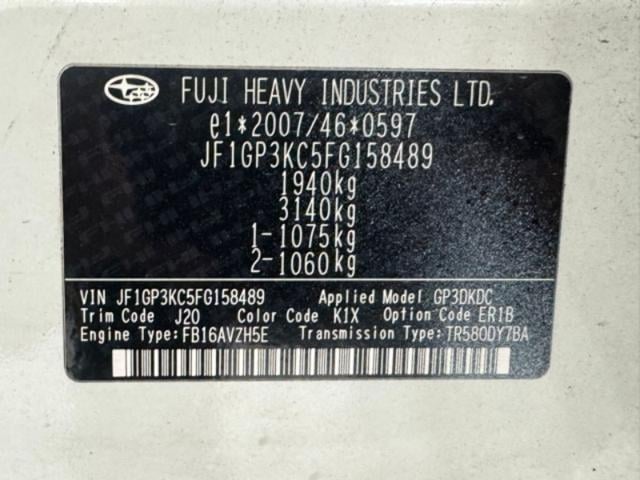 FUJI HEAVY INDUSTRIES LTD.
e1*2007/46*0597
JF1GP3KC5FG158489
1940kg
3140kg
1-1075kg
2-1060kg
VIN JF1GP3KC5FG158489 Applied Model GP3DKDC
Trim Code J20 Color Code K1X Option Code ER1B
Engine Type:FB16AVZH5E Transmission Type:TR580DY7BA